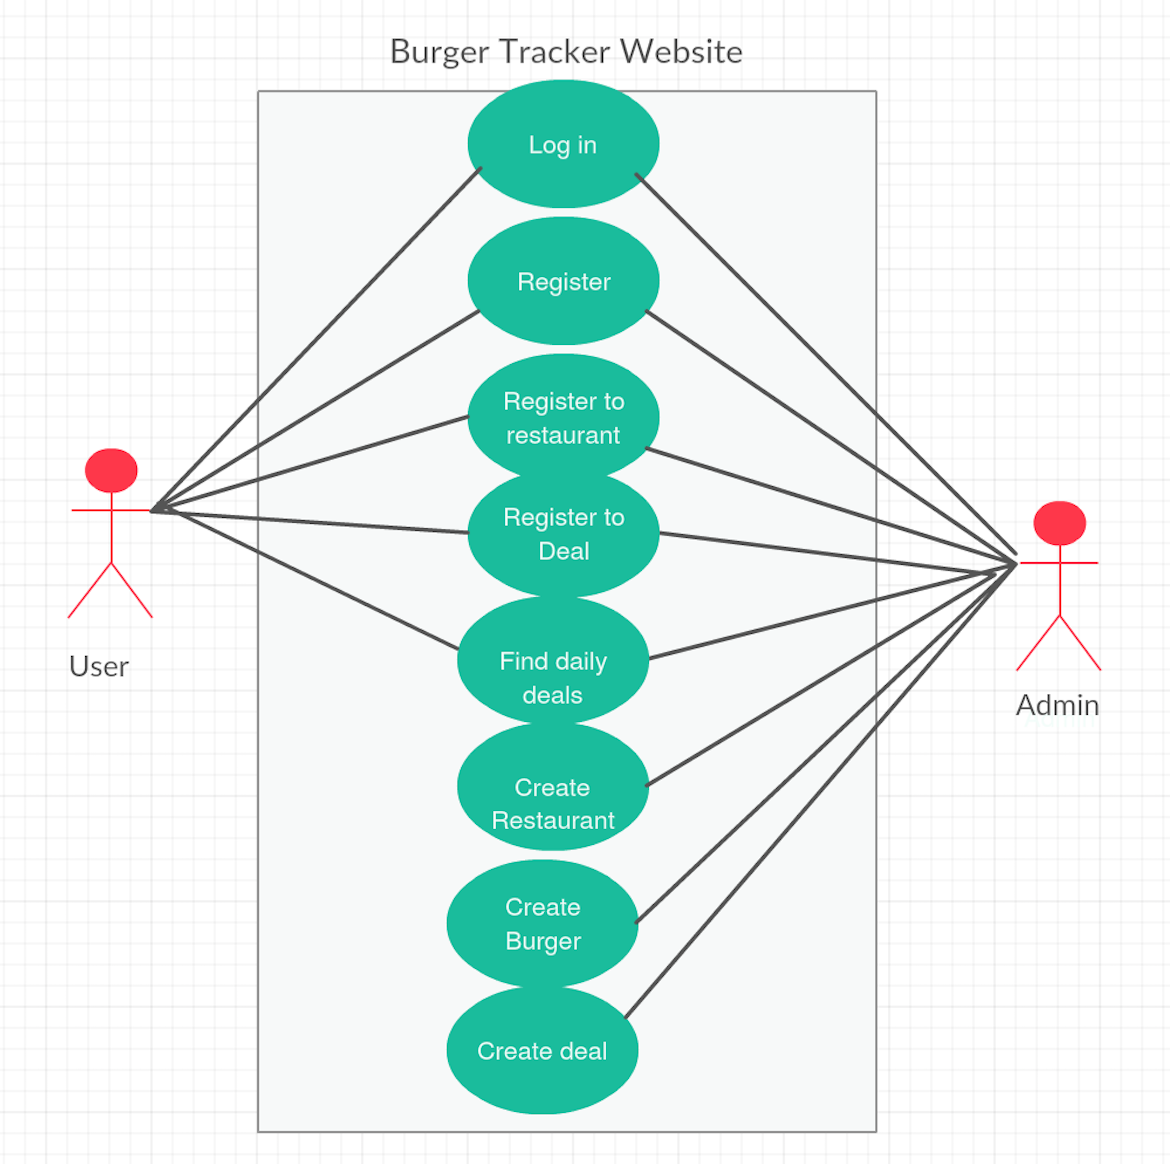 Burger Tracker Website
Log in
Register
Register to
restaurant
Register to
Deal
Find daily
deals
Create
Restaurant
Create
Burger
Create deal
User
Admin